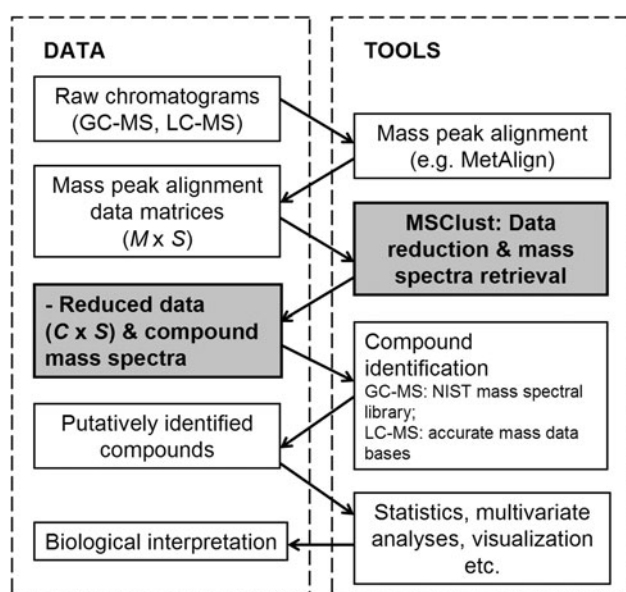 DATA
Raw chromatograms
(GC-MS, LC-MS)
Mass peak alignment
data matrices
(M x S)
- Reduced data
(C x S) & compound
mass spectra
Putatively identified
compounds
Biological interpretation
TOOLS
Mass peak alignment
(e.g. MetAlign)
MSClust: Data
reduction & mass
spectra retrieval
Compound
identification
GC-MS: NIST mass spectral
library;
LC-MS: accurate mass data
bases
Statistics, multivariate
analyses, visualization
etc.